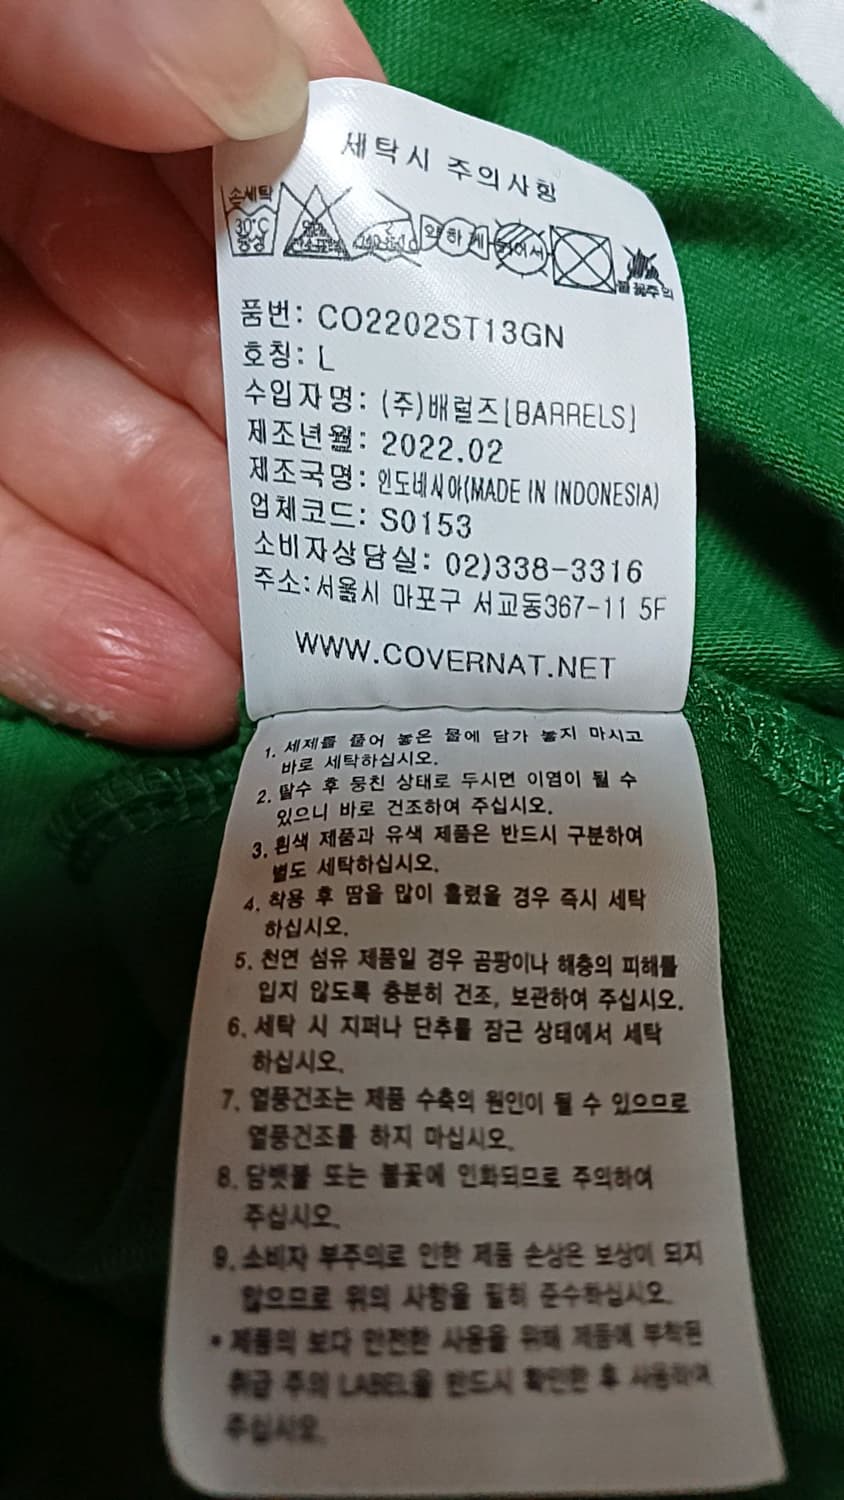 세탁시 주의사항
손세탁
30°C
중성
약하게
물꽃주의
품번: CO2202ST13GN
호칭: L
수입자명: (주)배럴즈[BARRELS]
제조년월: 2022.02
제조국명: 인도네시아(MADE IN INDONESIA)
업체코드: S0153
소비자상담실: 02)338-3316
주소:서울시 마포구 서교동367-11 5F
WWW.COVERNAT.NET
1. 세제를 풀어 놓은 물에 담가 놓지 마시고
바로 세탁하십시오.
2. 탈수 후 뭉친 상태로 두시면 이염이 될 수
있으니 바로 건조하여 주십시오.
3. 흰색 제품과 유색 제품은 반드시 구분하여
별도 세탁하십시오.
4. 착용 후 땀을 많이 흘렸을 경우 즉시 세탁
하십시오.
5. 천연 섬유 제품일 경우 곰팡이나 해충의 피해를
입지 않도록 충분히 건조, 보관하여 주십시오.
6. 세탁 시 지퍼나 단추를 잠근 상태에서 세탁
하십시오.
7. 열풍건조는 제품 수축의 원인이 될 수 있으므로
열풍건조를 하지 마십시오.
8. 담뱃불 또는 불꽃에 인화되므로 주의하여
주십시오.
9. 소비자 부주의로 인한 제품 손상은 보상이 되지
않으므로 위의 사항을 필히 준수하십시오.
* 제품의 보다 안전한 사용을 위해 제품에 부착된
취급 주의 LABEL을 반드시 확인한 후 사용하여
주십시오.